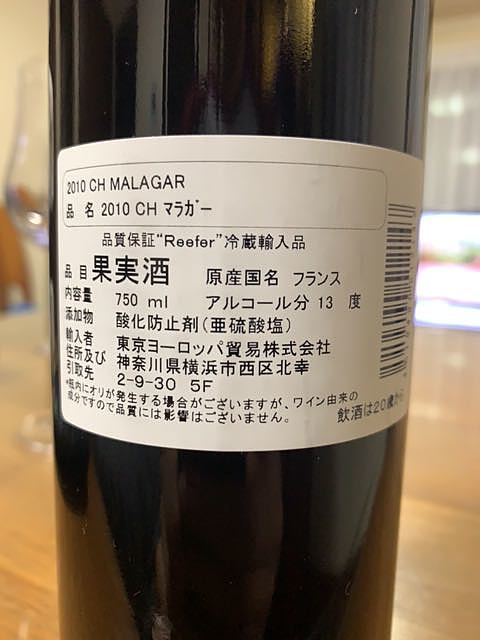 2010 CH MALAGAR
品 名 2010 CH マラガー
品質保証“Reefer”冷蔵輸入品
品目 果実酒 原産国名 フランス
内容量 750 ml アルコール分 13 度
添加物 酸化防止剤(亜硫酸塩)
輸入者 東京ヨーロッパ貿易株式会社
住所及び 神奈川県横浜市西区北幸
引取先 2-9-30 5F
*瓶内にオリが発生する場合がございますが、ワイン由来の
成分ですので品質には影響はございません。
飲酒は20歳から